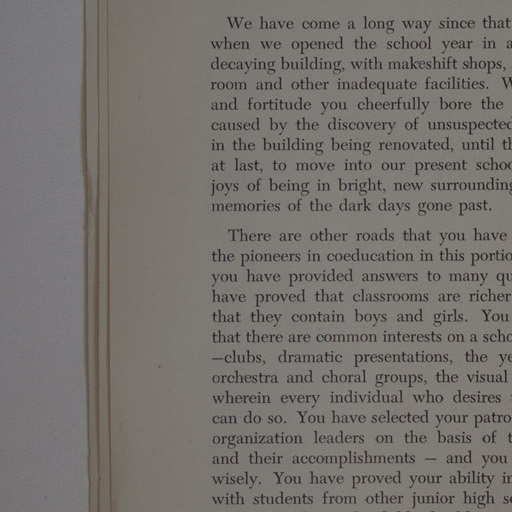 We have come a long way since that
when we opened the school year in a
decaying building, with makeshift shops,
room and other inadequate facilities.
and fortitude you cheerfully bore the
caused by the discovery of unsuspected
in the building being renovated, until
at last, to move into our present
joys of being in bright, new
memories of the dark days gone past.
There are other roads that you have
the pioneers in coeducation in this
you have provided answers to many
have proved that classrooms are richer
that they contain boys and girls. You
that there are common interests on a
—clubs, dramatic presentations, the
orchestra and choral groups, the visual
wherein every individual who desires
can do so. You have selected your
organization leaders on the basis of
and their accomplishments — and you
wisely. You have proved your ability
with students from other junior high